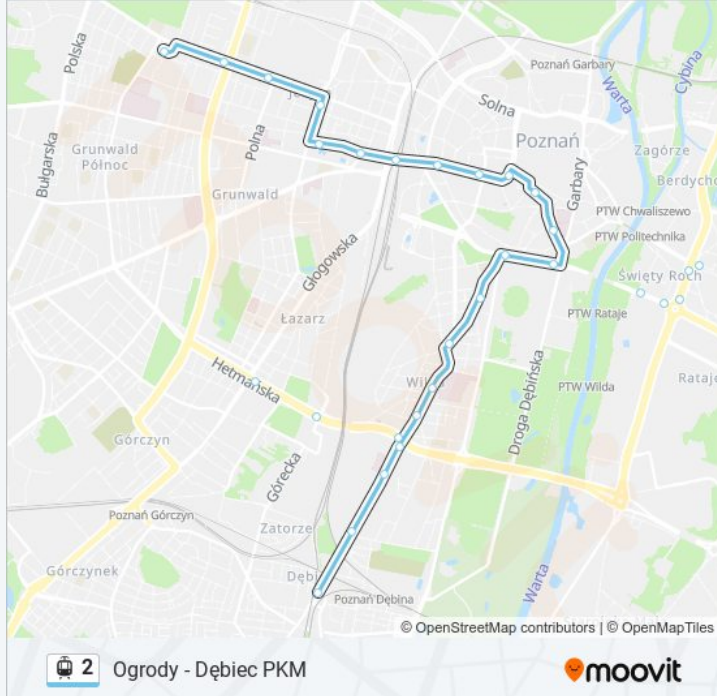 Polska
Poznań Garbary
Cybina
Warta
Solna
Poznań
Polna
Grunwald
Północ
Bułgarska
Garbary
Zagórze
Berdycho
Grunwald
PTW Chwaliszewo
PTW Politechnika
Głogowska
Święty Roch
Łazarz
PTW Rataje
Hetmańska
Droga Dębińska
PTW Wilda
Rataje
Górczyn
Górecka
Poznań Górczyn
Zatorze
Górczynek
Poznań Dębina
Warta
© OpenStreetMap contributors | © OpenMapTiles
2 Ogrody - Dębiec PKM
moovit